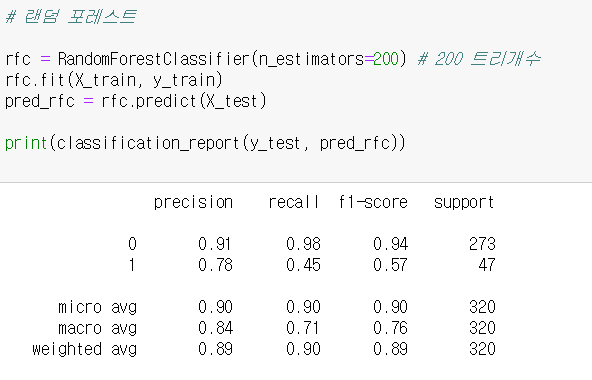 # 랜덤 포레스트
rfc = RandomForestClassifier(n_estimators=200) # 200 트리개수
rfc.fit(X_train, y_train)
pred_rfc = rfc.predict(X_test)
print(classification_report(y_test, pred_rfc))
precision recall f1-score support
0 0.91 0.98 0.94 273
1 0.78 0.45 0.57 47
micro avg 0.90 0.90 0.90 320
macro avg 0.84 0.71 0.76 320
weighted avg 0.89 0.90 0.89 320